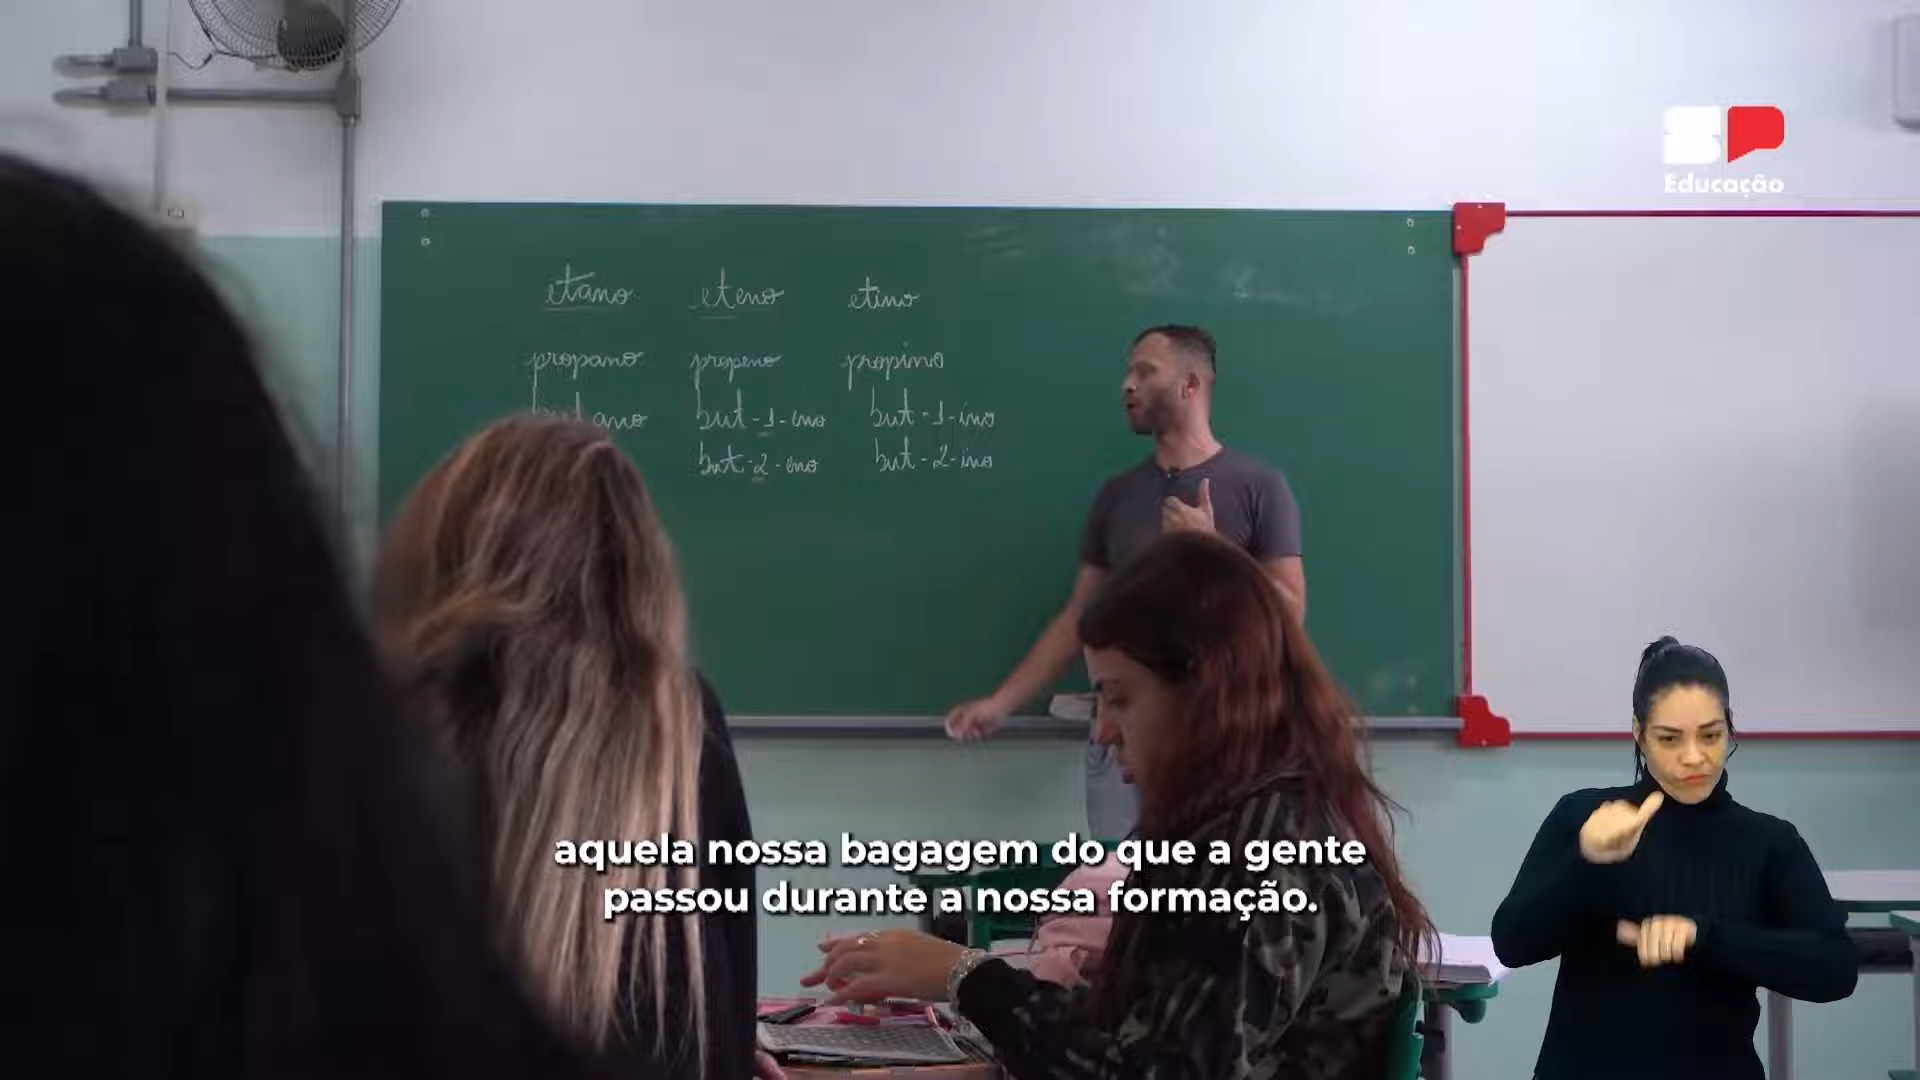 SP
Educação
etano eteno etino
propano propeno propino
butano but-1-eno but-1-ino
but-2-eno but-2-ino
aquela nossa bagagem do que a gente
passou durante a nossa formação.